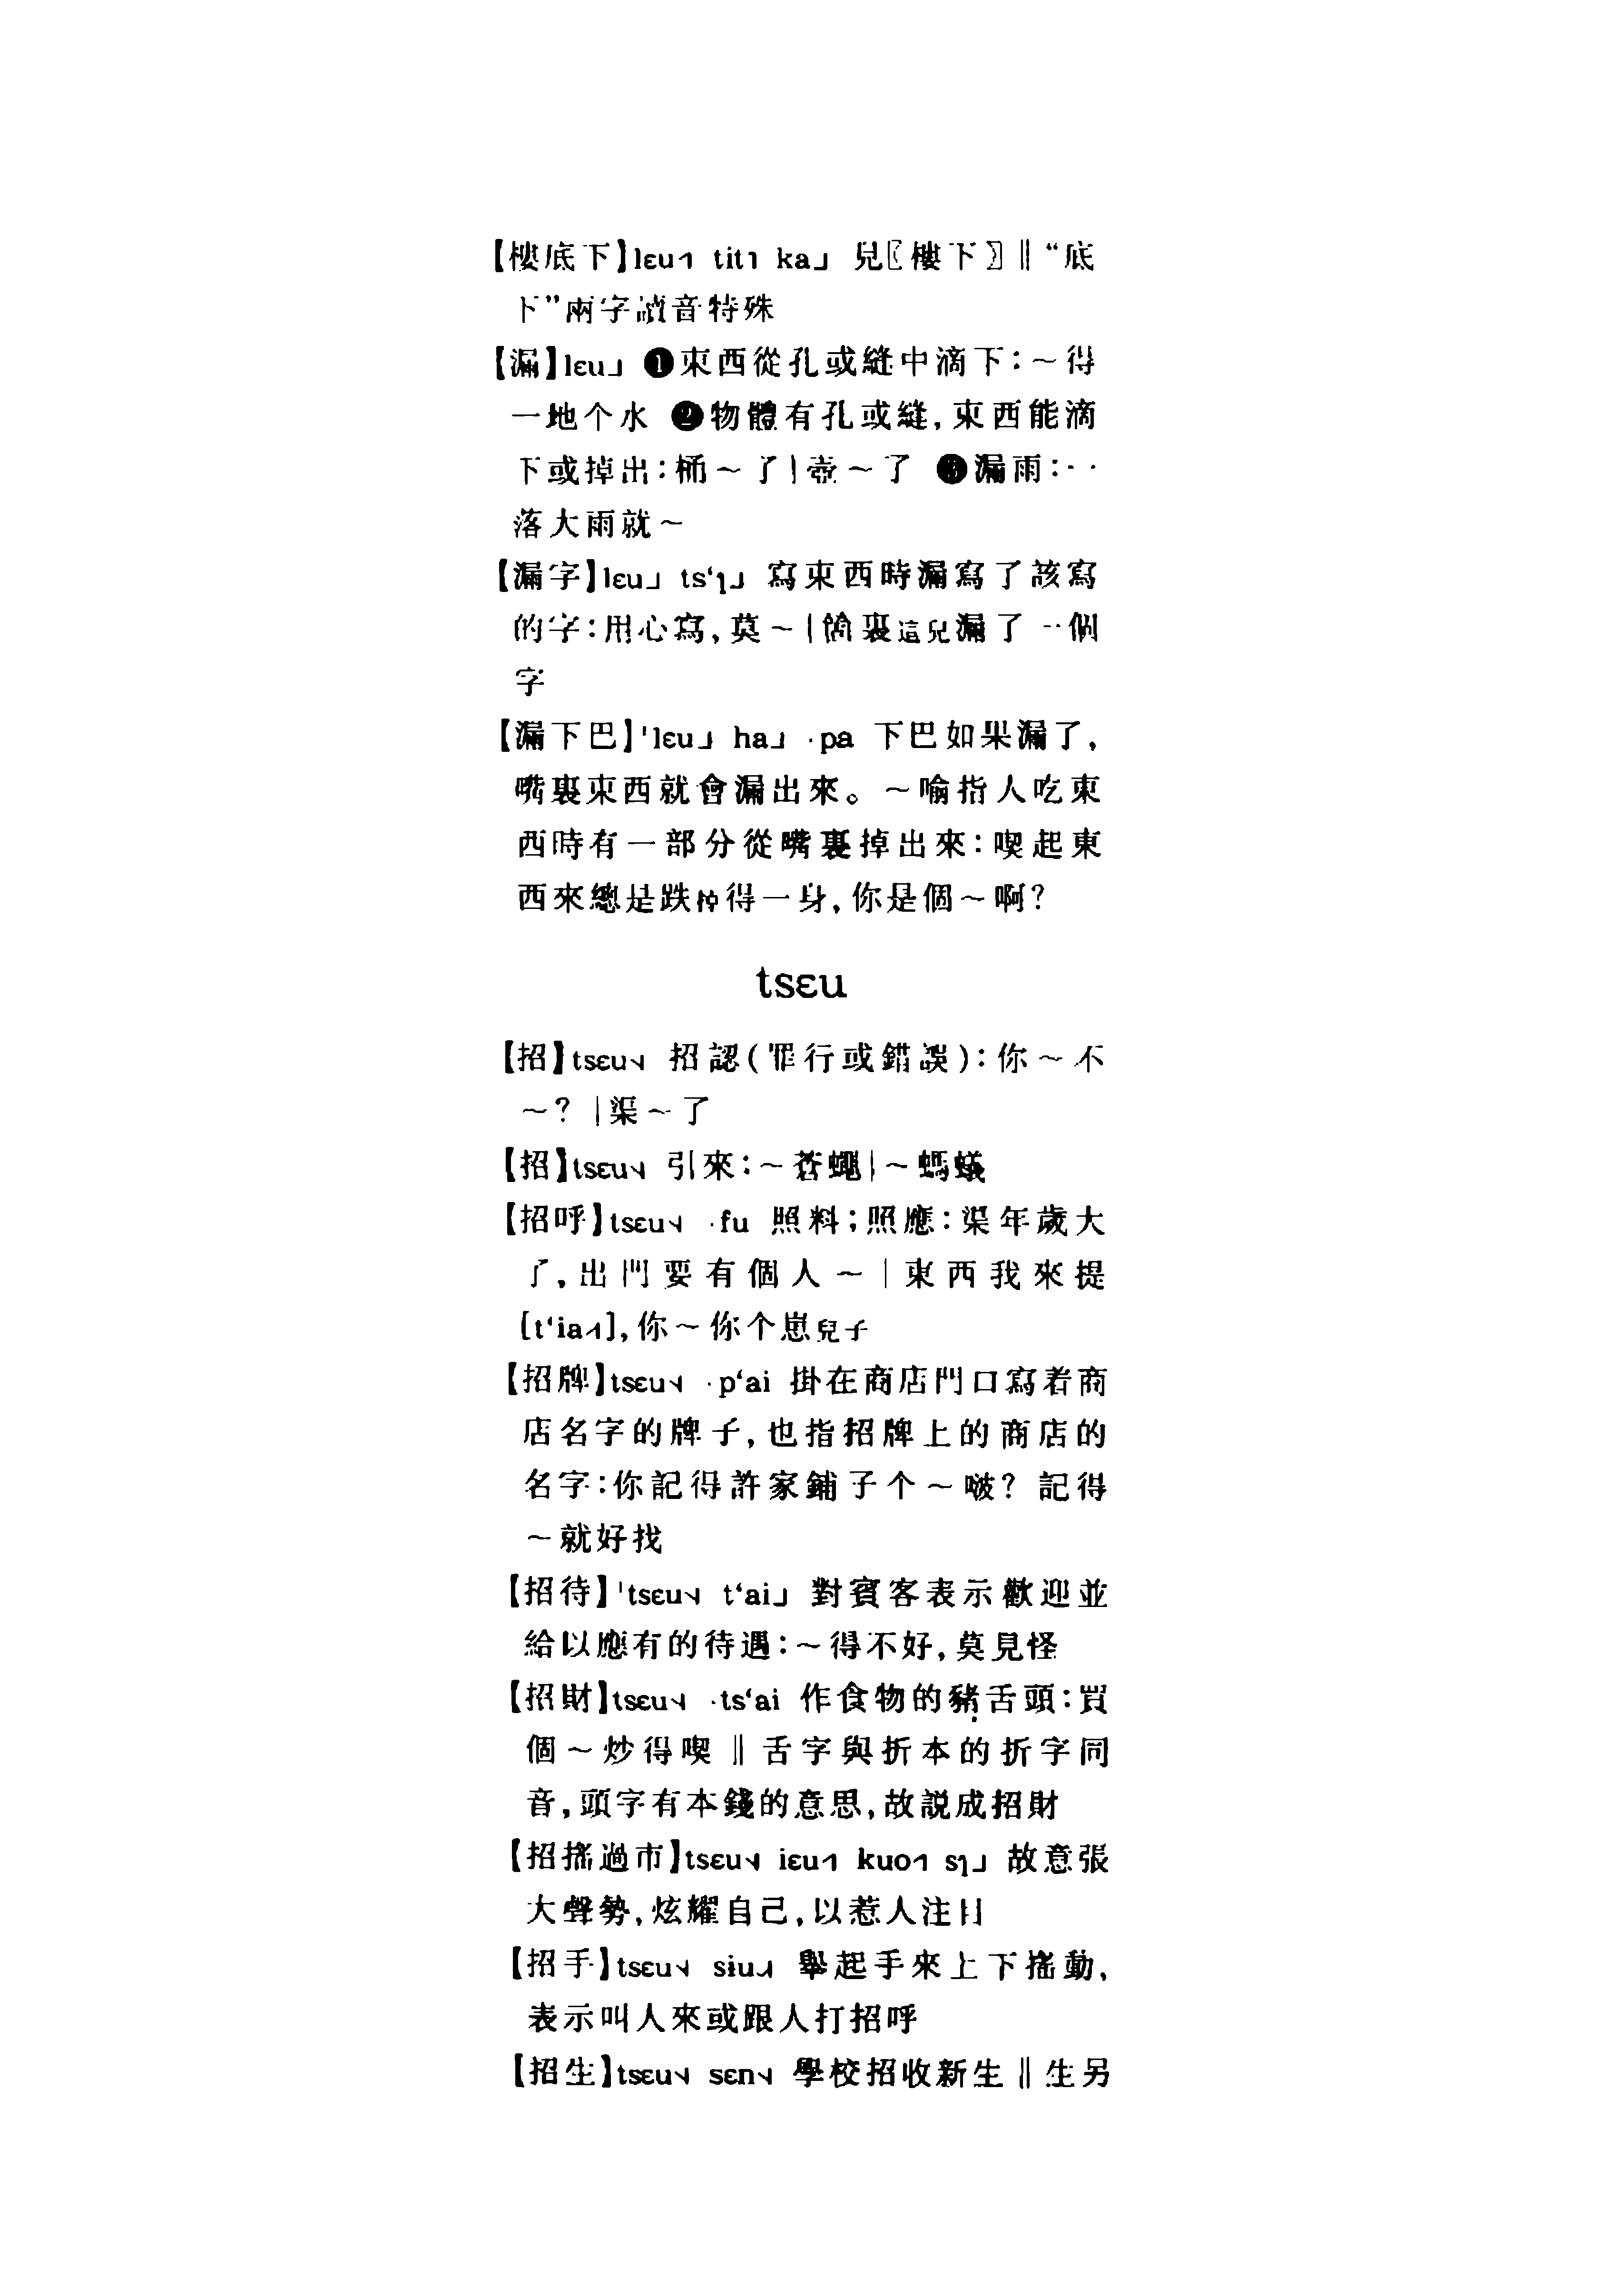 【樓底下】lɛu˧˥ tit˥ ka˩ 見〖樓下〗‖“底
下”兩字讀音特殊
【漏】lɛu˩ ❶東西從孔或縫中滴下：～得
一地个水 ❷物體有孔或縫，東西能滴
下或掉出：桶～了｜壺～了 ❸漏雨：一
落大雨就～
【漏字】lɛu˩ tsʻɿ˩ 寫東西時漏寫了該寫
的字：用心寫，莫～｜箇裏這兒漏了一個
字
【漏下巴】ˈlɛu˩ ha˩ ·pa 下巴如果漏了，
嘴裏東西就會漏出來。～喻指人吃東
西時有一部分從嘴裏掉出來：喫起東
西來總是跌掉得一身，你是個～啊？
tsɛu
【招】tsɛu 招認（罪行或錯誤）：你～不
～？｜渠～了
【招】tsɛu 引來：～蒼蠅｜～螞蟻
【招呼】tsɛu ·fu 照料；照應：渠年歲大
了，出門要有個人～｜東西我來提
［tʻia］，你～你个崽兒子
【招牌】tsɛu ·pʻai 掛在商店門口寫着商
店名字的牌子，也指招牌上的商店的
名字：你記得許家鋪子个～啵？記得
～就好找
【招待】ˈtsɛu tʻai˩ 對賓客表示歡迎並
給以應有的待遇：～得不好，莫見怪
【招財】tsɛu ·tsʻai 作食物的豬舌頭：買
個～炒得喫‖舌字與折本的折字同
音，頭字有本錢的意思，故説成招財
【招搖過市】tsɛu iɛu kuo sɿ˩ 故意張
大聲勢，炫耀自己，以惹人注目
【招手】tsɛu siu 舉起手來上下搖動，
表示叫人來或跟人打招呼
【招生】tsɛu sɛn 學校招收新生‖生另